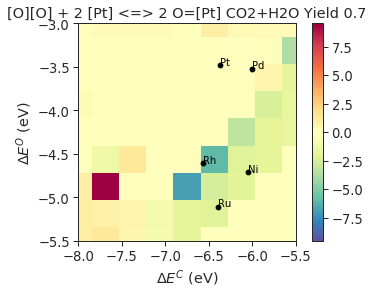 [O][O] + 2 [Pt] <=> 2 O=[Pt] CO2+H2O Yield 0.7
−3.0
−3.5
−4.0
−4.5
−5.0
−5.5
ΔE^O (eV)
Pt
Pd
Rh
Ni
Ru
−8.0 −7.5 −7.0 −6.5 −6.0 −5.5
ΔE^C (eV)
7.5
5.0
2.5
0.0
−2.5
−5.0
−7.5